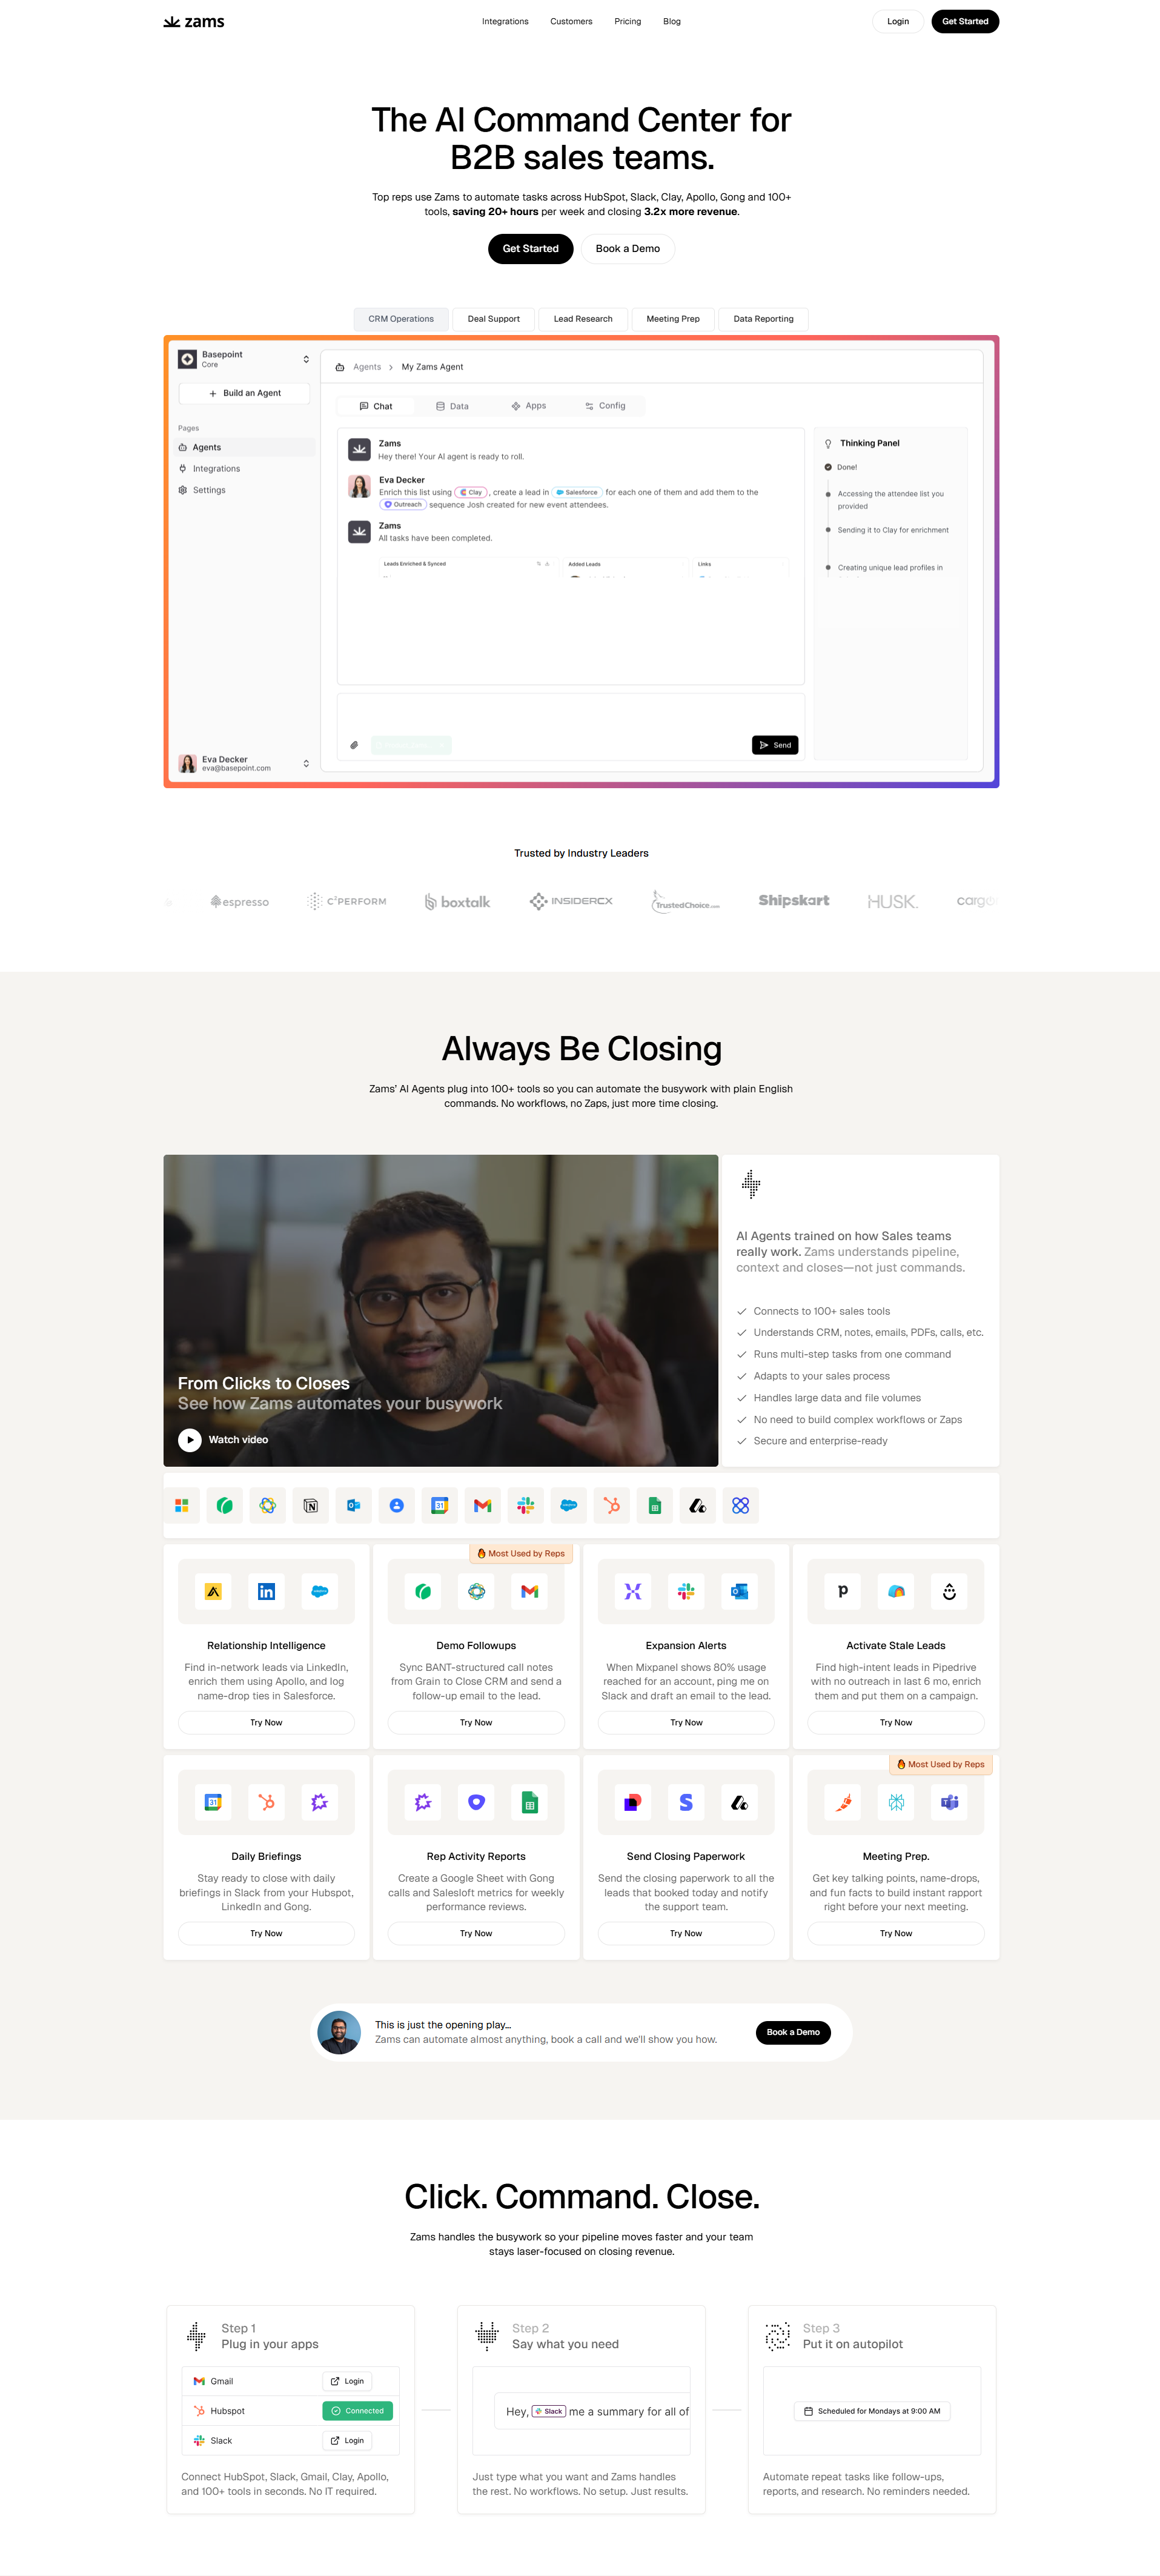 zams
Integrations
Customers
Pricing
Blog
Login
Get Started
The AI Command Center for
B2B sales teams.
Top reps use Zams to automate tasks across HubSpot, Slack, Clay, Apollo, Gong and 100+
tools, saving 20+ hours per week and closing 3.2x more revenue.
Get Started
Book a Demo
CRM Operations
Deal Support
Lead Research
Meeting Prep
Data Reporting
Basepoint
Core
Build an Agent
Pages
Agents
Integrations
Settings
Eva Decker
eva@basepoint.com
Agents > My Zams Agent
Chat
Data
Apps
Config
Zams
Hey there! Your AI agent is ready to roll.
Eva Decker
Enrich this list using Clay , create a lead in Salesforce for each one of them and add them to the
Outreach sequence Josh created for new event attendees.
Zams
All tasks have been completed.
Leads Enriched & Synced
Added Leads
Links
Send
Thinking Panel
Done!
Accessing the attendee list you
provided
Sending it to Clay for enrichment
Creating unique lead profiles in
Trusted by Industry Leaders
espresso
C²PERFORM
boxtalk
INSIDERCX
TrustedChoice.com
Shipskart
HUSK.
cargo
Always Be Closing
Zams' AI Agents plug into 100+ tools so you can automate the busywork with plain English
commands. No workflows, no Zaps, just more time closing.
From Clicks to Closes
See how Zams automates your busywork
Watch video
AI Agents trained on how Sales teams
really work. Zams understands pipeline,
context and closes—not just commands.
Connects to 100+ sales tools
Understands CRM, notes, emails, PDFs, calls, etc.
Runs multi-step tasks from one command
Adapts to your sales process
Handles large data and file volumes
No need to build complex workflows or Zaps
Secure and enterprise-ready
31
Relationship Intelligence
Find in-network leads via LinkedIn,
enrich them using Apollo, and log
name-drop ties in Salesforce.
Try Now
Most Used by Reps
Demo Followups
Sync BANT-structured call notes
from Grain to Close CRM and send a
follow-up email to the lead.
Try Now
Expansion Alerts
When Mixpanel shows 80% usage
reached for an account, ping me on
Slack and draft an email to the lead.
Try Now
Activate Stale Leads
Find high-intent leads in Pipedrive
with no outreach in last 6 mo, enrich
them and put them on a campaign.
Try Now
31
Daily Briefings
Stay ready to close with daily
briefings in Slack from your Hubspot,
LinkedIn and Gong.
Try Now
Rep Activity Reports
Create a Google Sheet with Gong
calls and Salesloft metrics for weekly
performance reviews.
Try Now
Send Closing Paperwork
Send the closing paperwork to all the
leads that booked today and notify
the support team.
Try Now
Most Used by Reps
Meeting Prep.
Get key talking points, name-drops,
and fun facts to build instant rapport
right before your next meeting.
Try Now
This is just the opening play...
Zams can automate almost anything, book a call and we'll show you how.
Book a Demo
Click. Command. Close.
Zams handles the busywork so your pipeline moves faster and your team
stays laser-focused on closing revenue.
Step 1
Plug in your apps
Gmail
Login
Hubspot
Connected
Slack
Login
Connect HubSpot, Slack, Gmail, Clay, Apollo,
and 100+ tools in seconds. No IT required.
Step 2
Say what you need
Hey, Slack me a summary for all of
Just type what you want and Zams handles
the rest. No workflows. No setup. Just results.
Step 3
Put it on autopilot
Scheduled for Mondays at 9:00 AM
Automate repeat tasks like follow-ups,
reports, and research. No reminders needed.